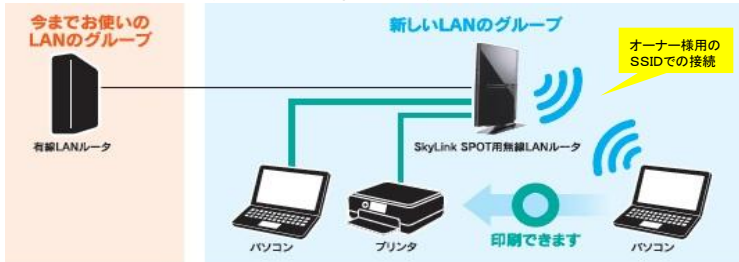 今までお使いの
LANのグループ
新しいLANのグループ
オーナー様用の
SSIDでの接続
有線LANルータ
SkyLink SPOT用無線LANルータ
パソコン
プリンタ
印刷できます
パソコン